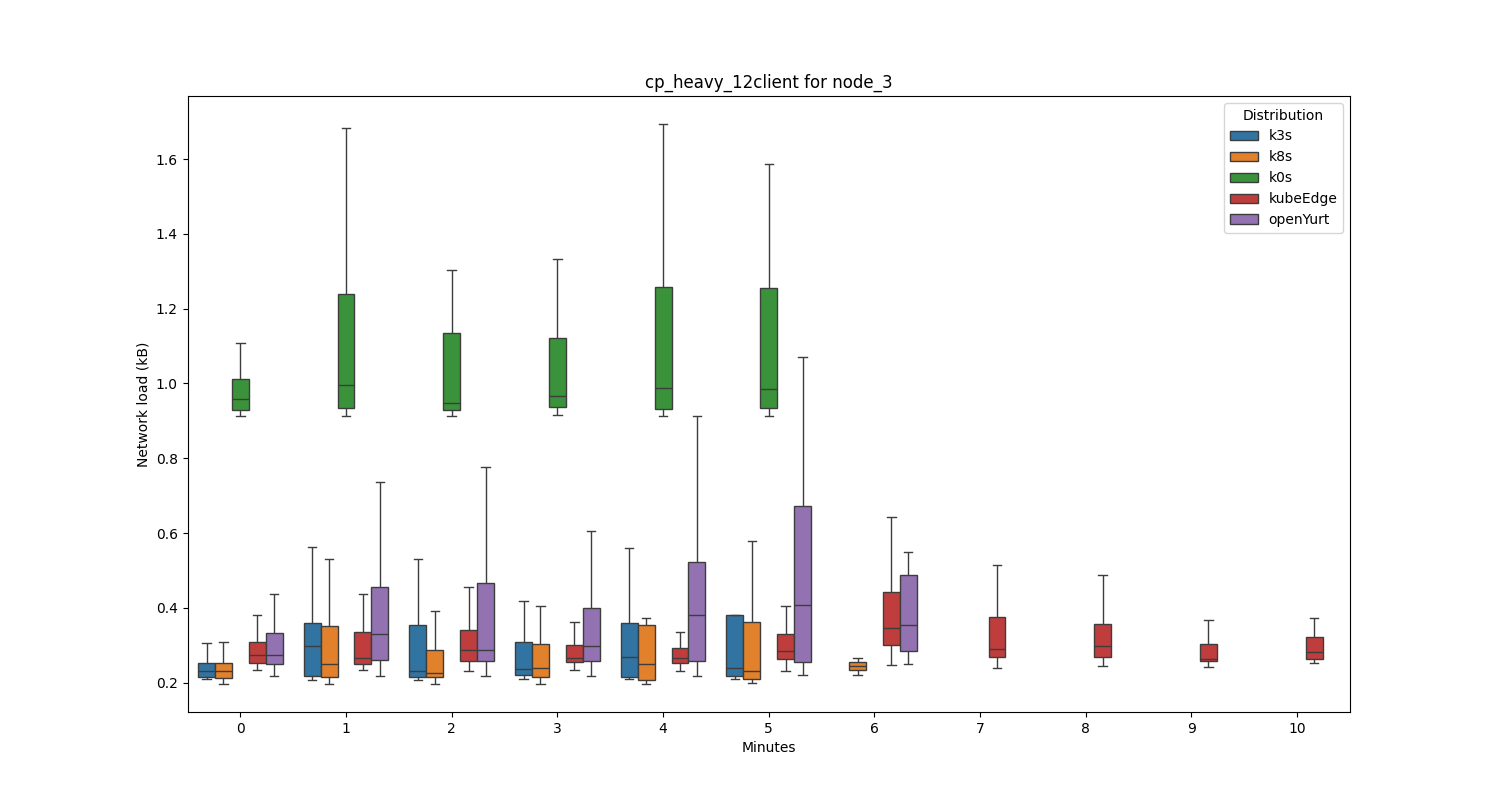 cp_heavy_12client for node_3
Distribution
k3s
k8s
k0s
kubeEdge
openYurt
Network load (kB)
1.6
1.4
1.2
1.0
0.8
0.6
0.4
0.2
0 1 2 3 4 5 6 7 8 9 10
Minutes